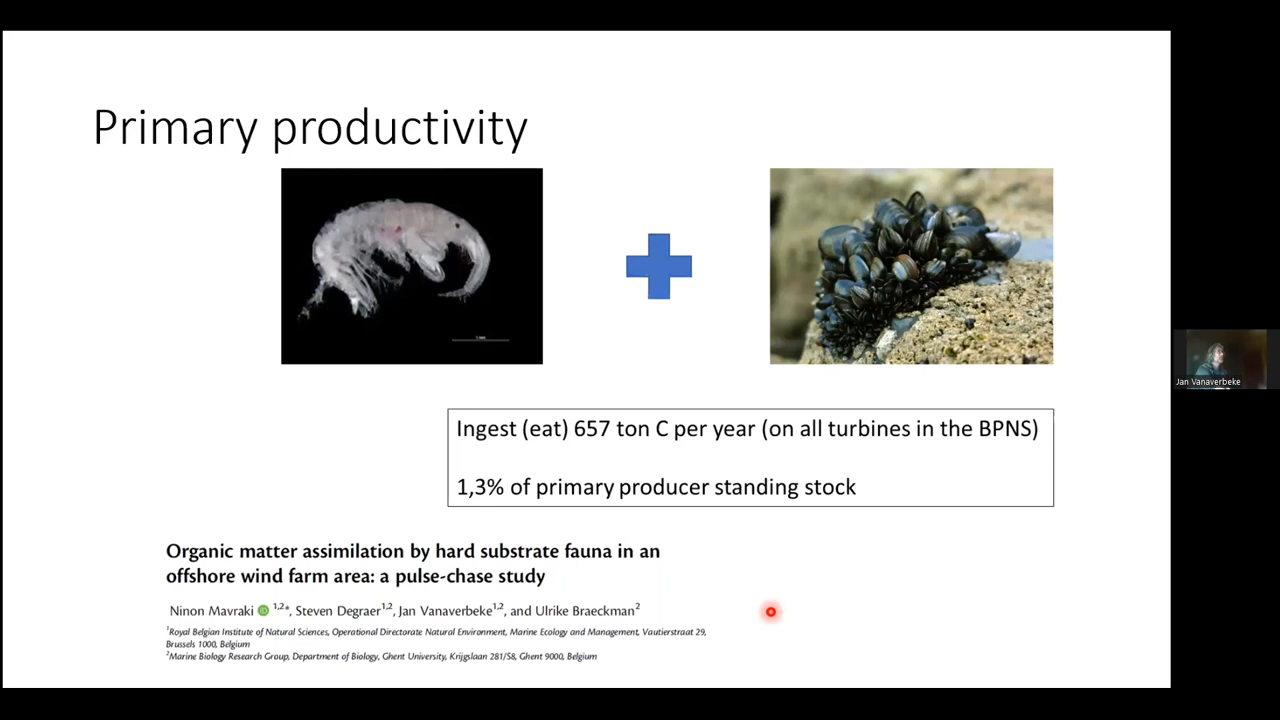 Primary productivity
1 mm
Ingest (eat) 657 ton C per year (on all turbines in the BPNS)
1,3% of primary producer standing stock
Jan Vanaverbeke
Organic matter assimilation by hard substrate fauna in an
offshore wind farm area: a pulse-chase study
Ninon Mavraki iD 1,2*, Steven Degraer1,2, Jan Vanaverbeke1,2, and Ulrike Braeckman2
1Royal Belgian Institute of Natural Sciences, Operational Directorate Natural Environment, Marine Ecology and Management, Vautierstraat 29,
Brussels 1000, Belgium
2Marine Biology Research Group, Department of Biology, Ghent University, Krijgslaan 281/S8, Ghent 9000, Belgium